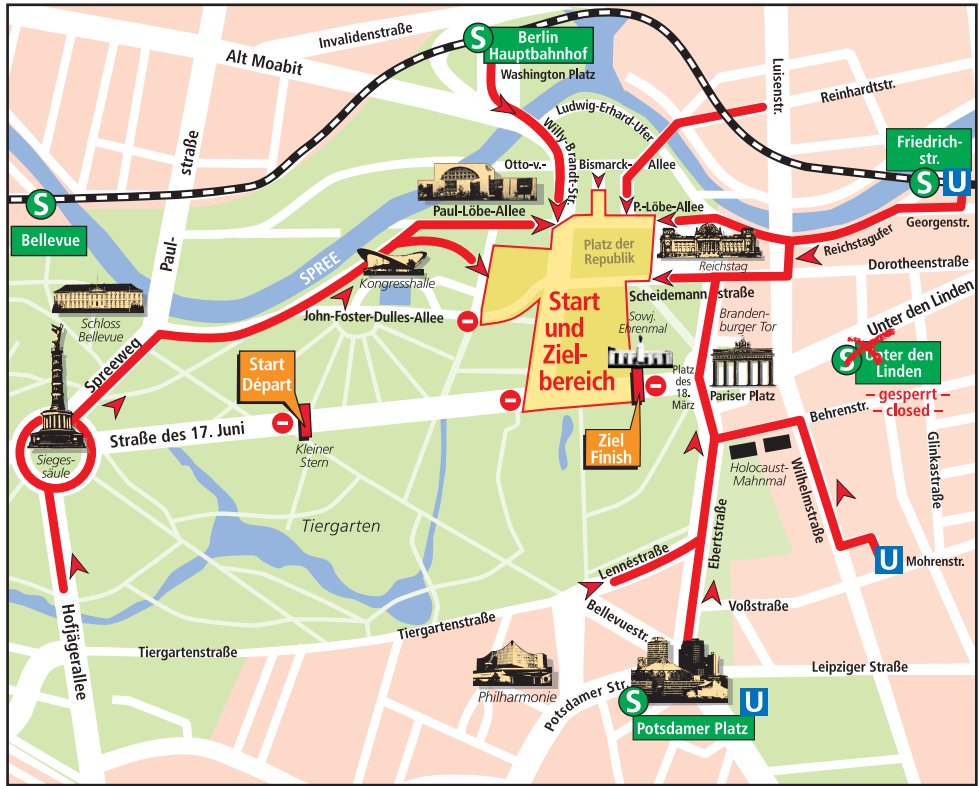 Invalidenstraße
Alt Moabit
S
Berlin
Hauptbahnhof
Washington Platz
Luisenstr.
Reinhardtstr.
Ludwig-Erhard-Ufer
Willy-Brandt-Str.
straße
Paul-
Otto-v.-
Bismarck-
Allee
Friedrich-
str.
S
U
S
Bellevue
Paul-Löbe-Allee
P.-Löbe-Allee
Georgenstr.
Reichstagufer
SPREE
Kongresshalle
Platz der
Republik
Reichstag
Dorotheenstraße
Schloss
Bellevue
John-Foster-Dulles-Allee
Scheidemann
straße
Start
und
Ziel-
bereich
Sowj.
Ehrenmal
Branden-
burger Tor
Unter den Linden
Spreeweg
Start
Départ
Platz
des
18.
März
Pariser Platz
S
Unter den
Linden
gesperrt
closed
Behrenstr.
Straße des 17. Juni
Kleiner
Stern
Ziel
Finish
Sieges-
säule
Holocaust-
Mahnmal
Wilhelmstraße
Glinkastraße
Tiergarten
Ebertstraße
Lennéstraße
U
Mohrenstr.
Hofjägerallee
Bellevuestr.
Voßstraße
Tiergartenstraße
Tiergartenstraße
Philharmonie
Potsdamer Str.
Leipziger Straße
S
U
Potsdamer Platz